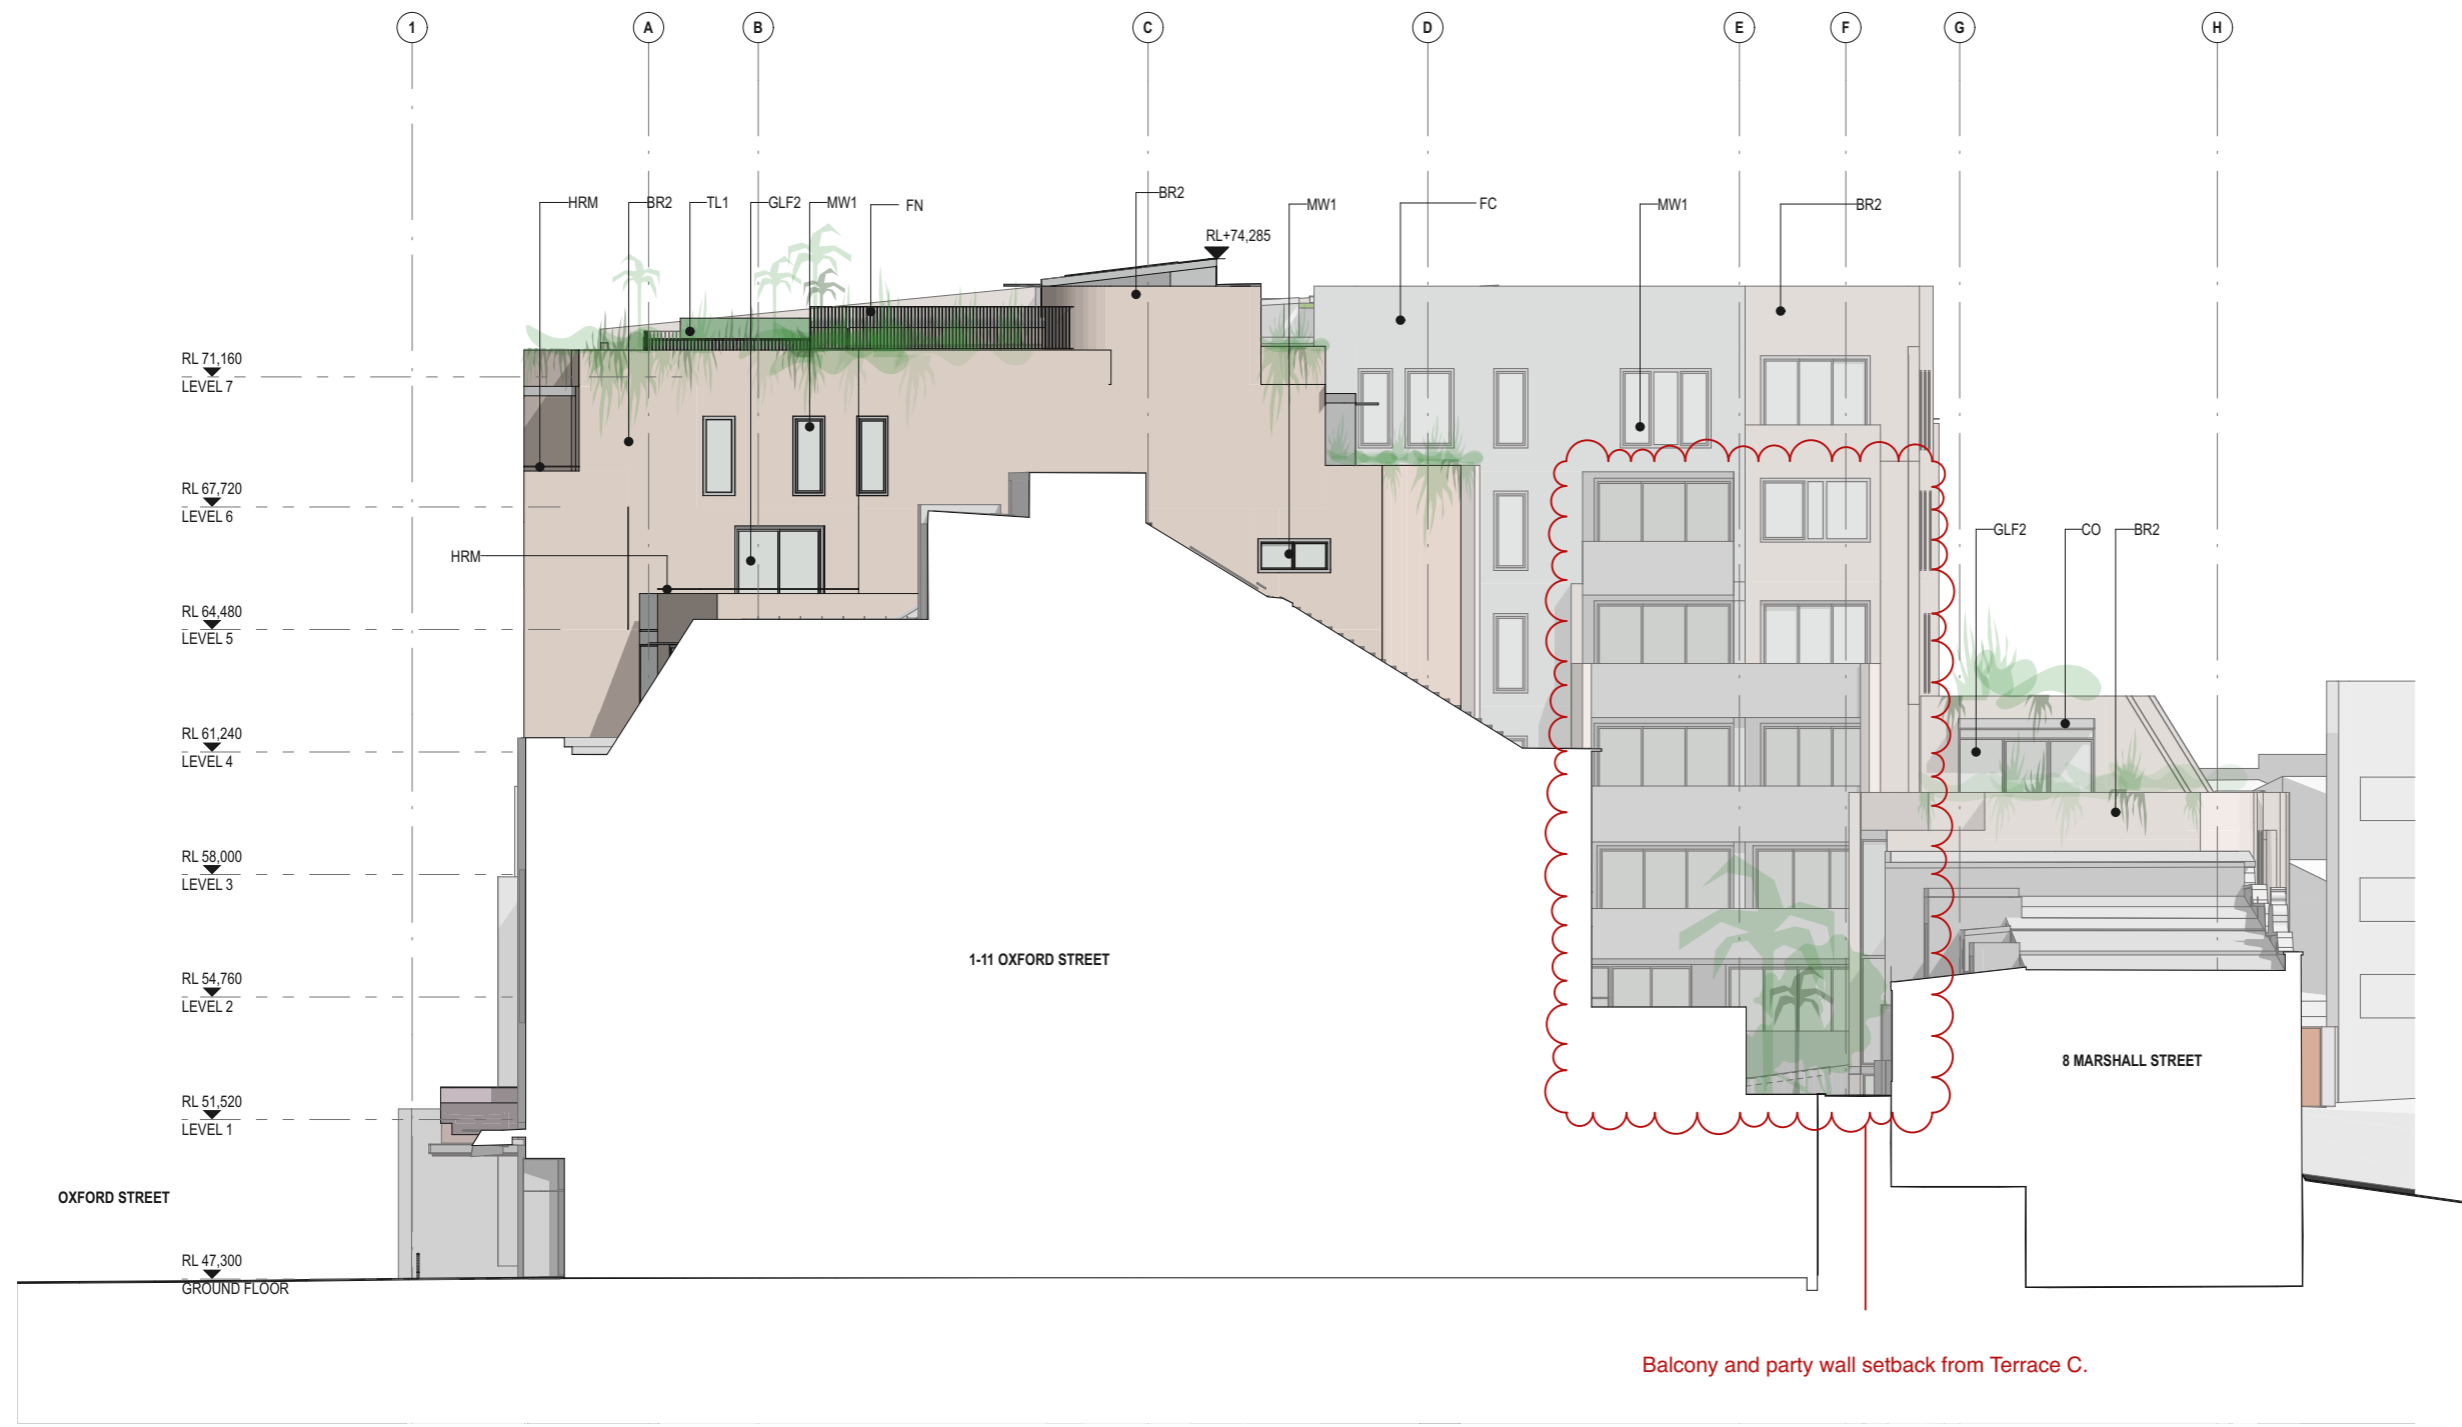 1
A
B
C
D
E
F
G
H
HRM
BR2
TL1
GLF2
MW1
FN
BR2
MW1
FC
MW1
BR2
RL+74,285
RL 71,160
LEVEL 7
RL 67,720
LEVEL 6
HRM
GLF2
CO
BR2
RL 64,480
LEVEL 5
RL 61,240
LEVEL 4
RL 58,000
LEVEL 3
1-11 OXFORD STREET
RL 54,760
LEVEL 2
8 MARSHALL STREET
RL 51,520
LEVEL 1
OXFORD STREET
RL 47,300
GROUND FLOOR
Balcony and party wall setback from Terrace C.